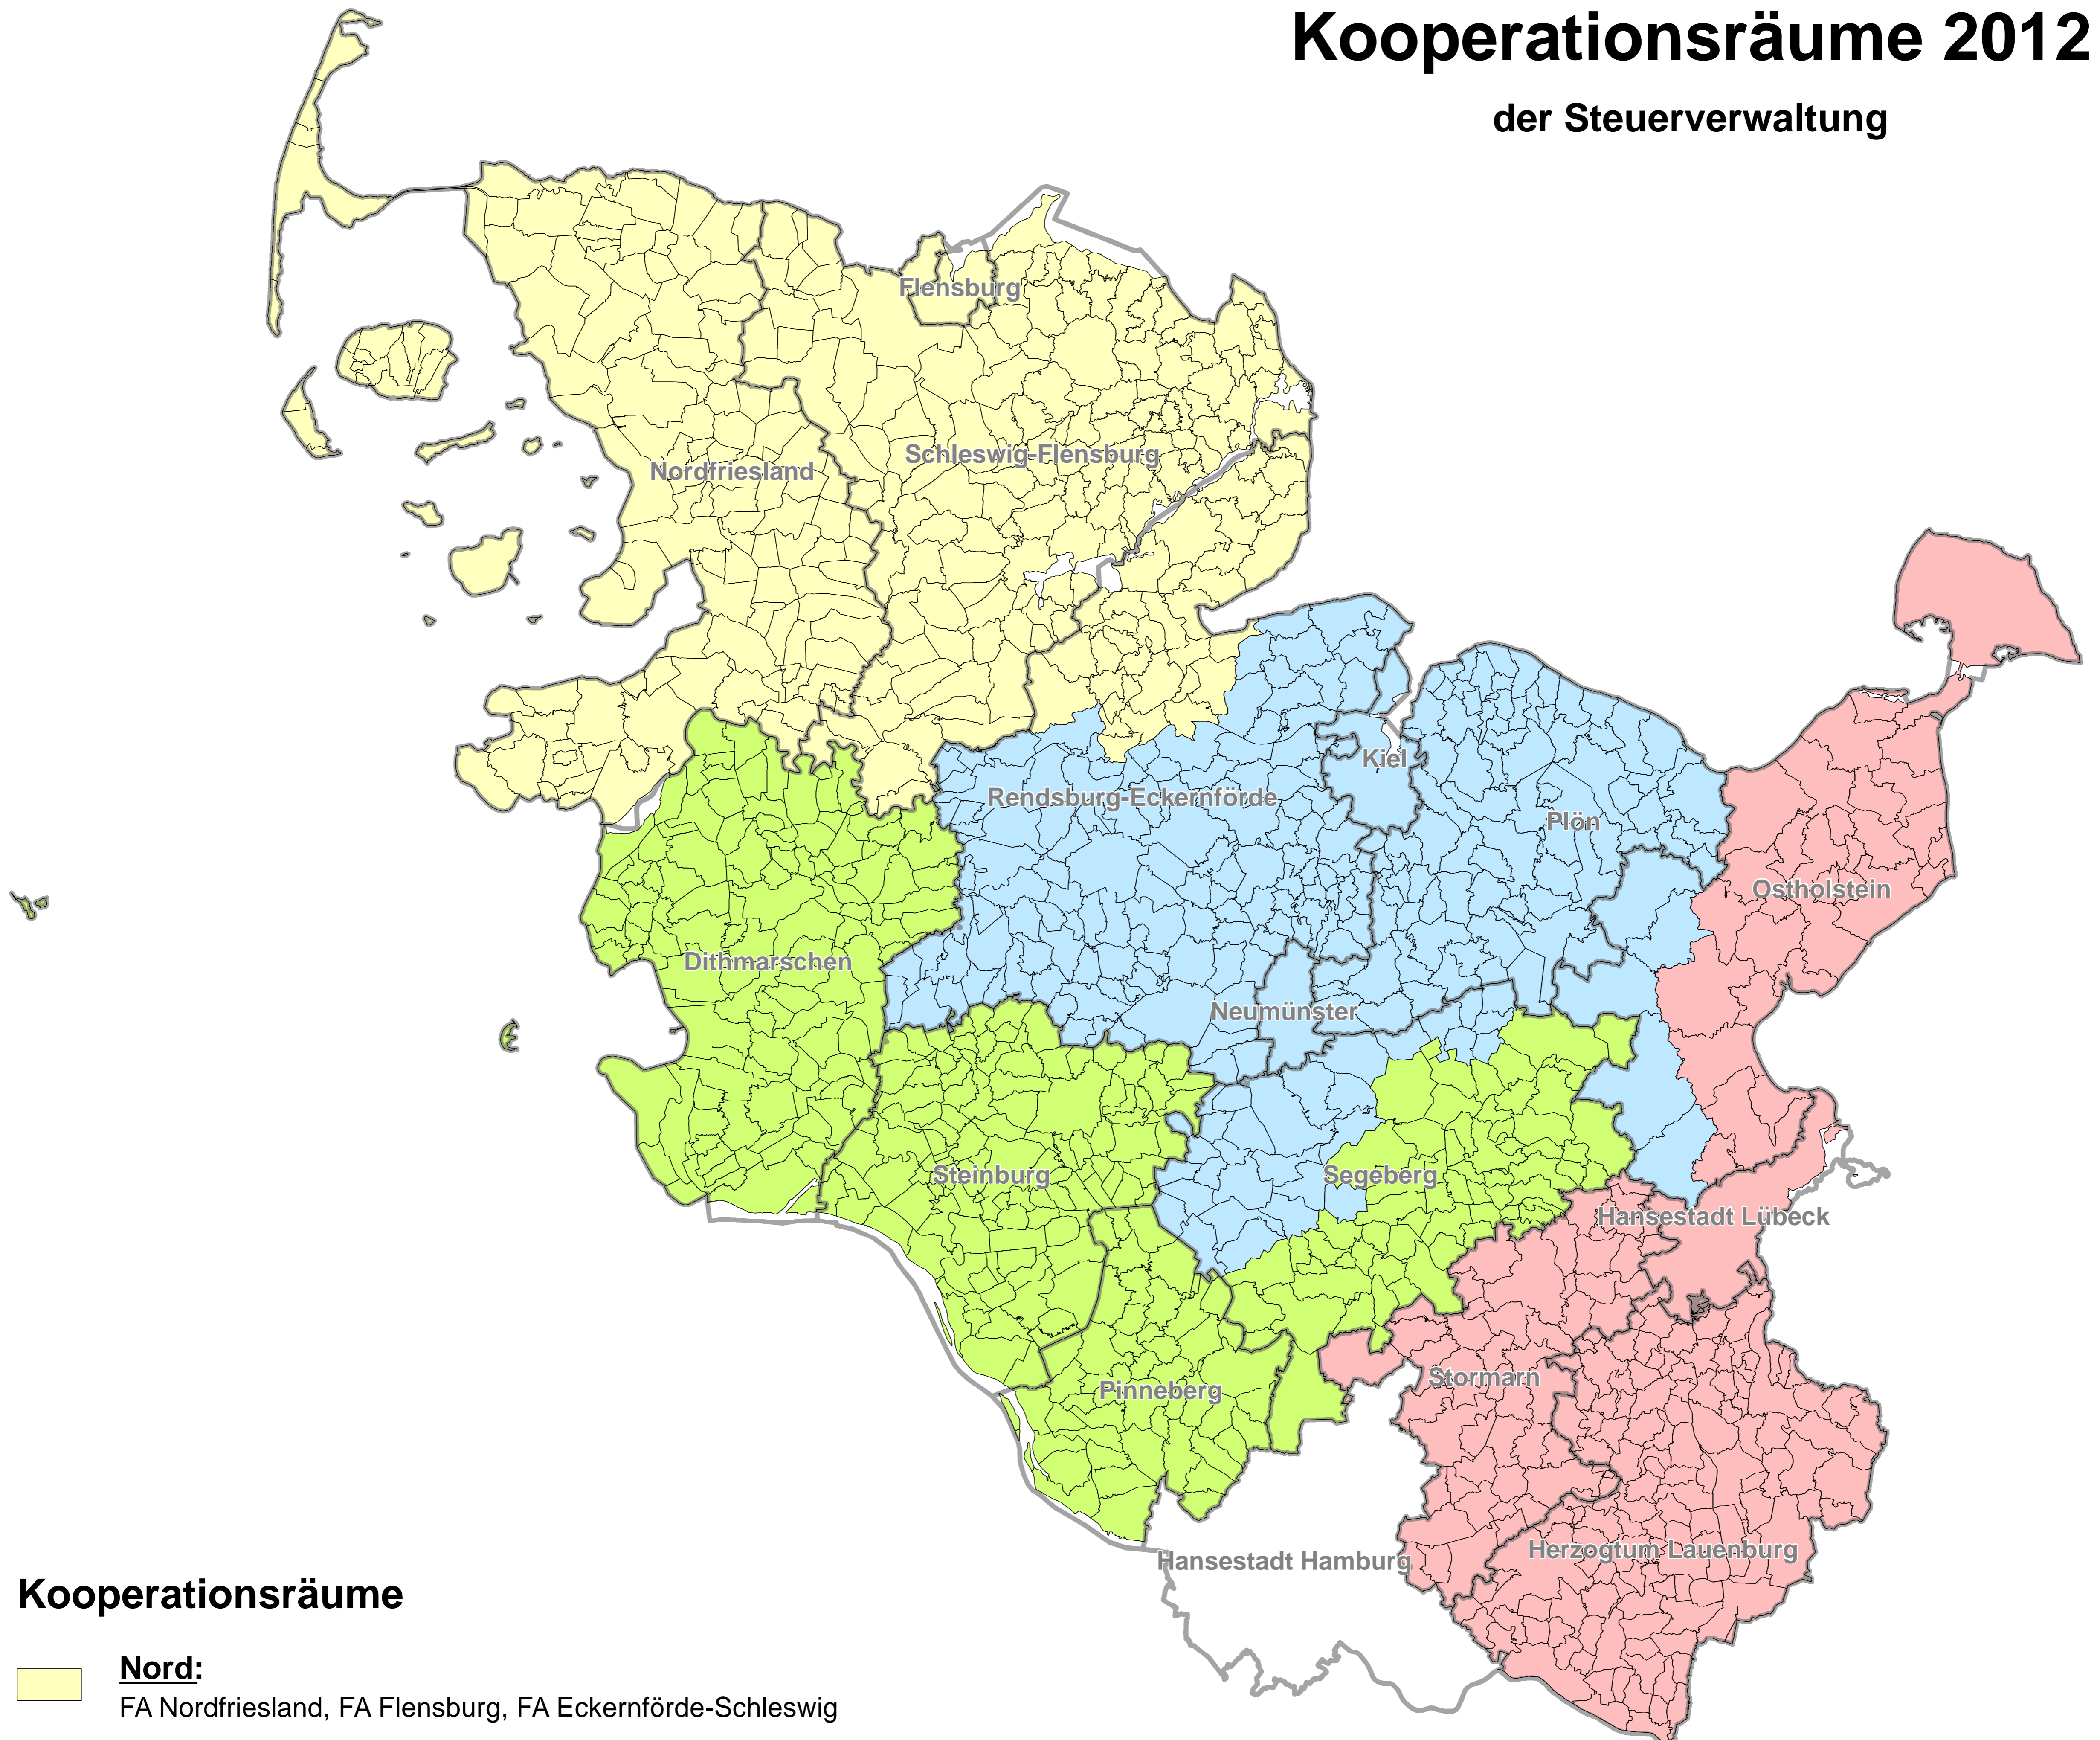 Kooperationsräume 2012
der Steuerverwaltung
Flensburg
Schleswig-Flensburg
Nordfriesland
Kiel
Rendsburg-Eckernförde
Plön
Ostholstein
Dithmarschen
Neumünster
Steinburg
Segeberg
Hansestadt Lübeck
Stormarn
Pinneberg
Herzogtum Lauenburg
Hansestadt Hamburg
Kooperationsräume
Nord:
FA Nordfriesland, FA Flensburg, FA Eckernförde-Schleswig